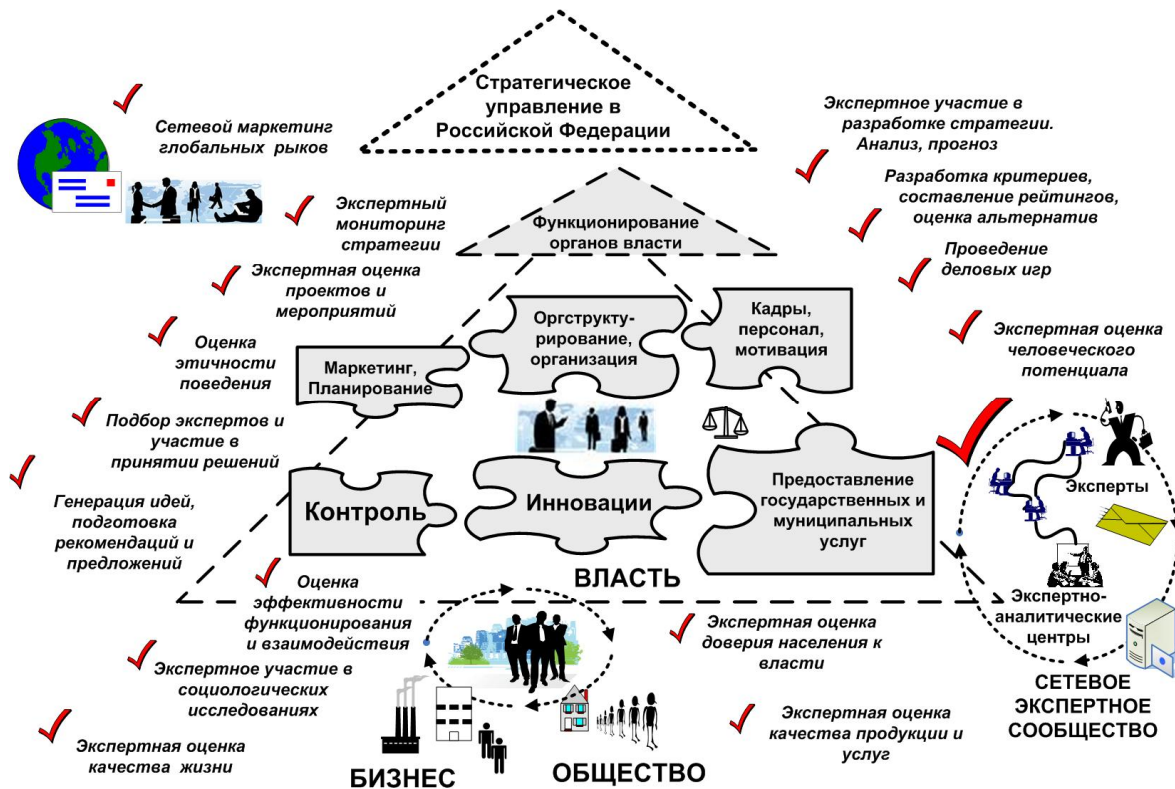 Стратегическое
управление в
Российской Федерации
Сетевой маркетинг
глобальных рыков
Экспертный
мониторинг
стратегии
Экспертная оценка
проектов и
мероприятий
Оценка
этичности
поведения
Подбор экспертов и
участие в
принятии решений
Генерация идей,
подготовка
рекомендаций и
предложений
Оценка
эффективности
функционирования
и взаимодействия
Экспертное участие в
социологических
исследованиях
Экспертная оценка
качества жизни
Функционирование
органов власти
Маркетинг,
Планирование
Оргструкту-
рирование,
организация
Кадры,
персонал,
мотивация
Контроль
Инновации
Предоставление
государственных и
муниципальных
услуг
ВЛАСТЬ
БИЗНЕС
ОБЩЕСТВО
Экспертное участие в
разработке стратегии.
Анализ, прогноз
Разработка критериев,
составление рейтингов,
оценка альтернатив
Проведение
деловых игр
Экспертная оценка
человеческого
потенциала
Эксперты
Экспертно-
аналитические
центры
СЕТЕВОЕ
ЭКСПЕРТНОЕ
СООБЩЕСТВО
Экспертная оценка
доверия населения к
власти
Экспертная оценка
качества продукции и
услуг